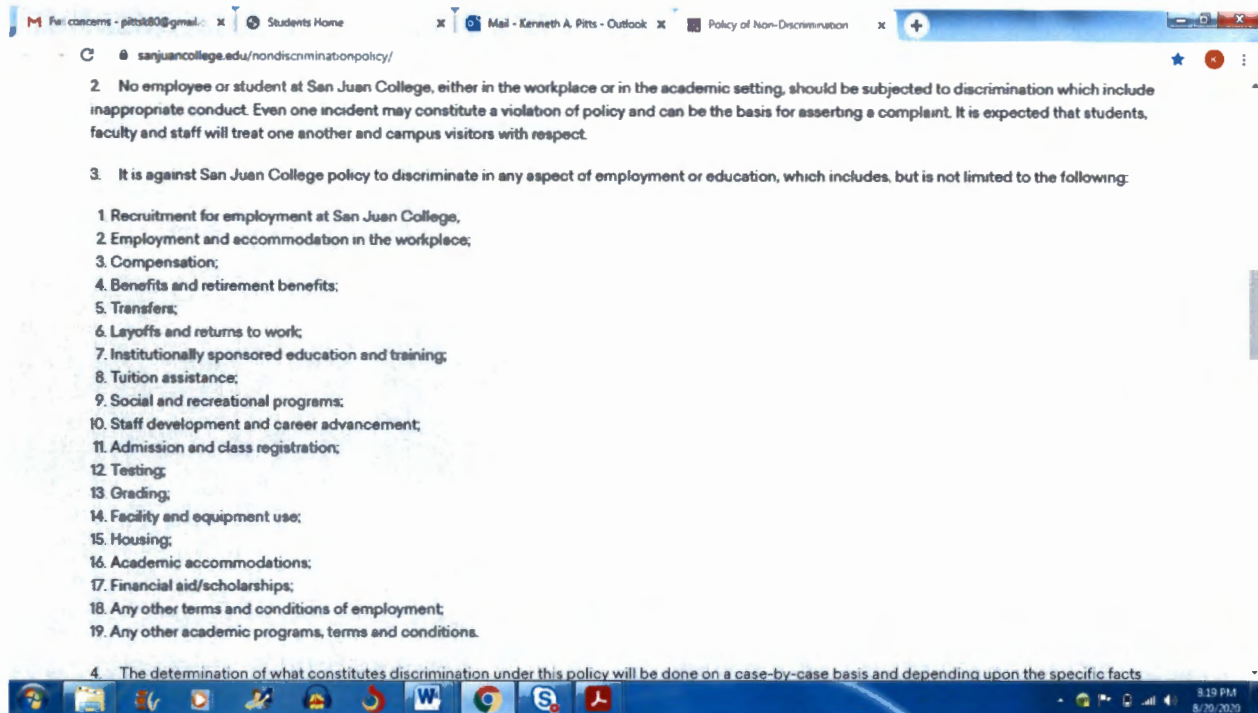 Fw: concerns - pittsk80@gmail.c
Students Home
Mail - Kenneth A. Pitts - Outlook
Policy of Non-Discrimination
sanjuancollege.edu/nondiscriminationpolicy/
2 No employee or student at San Juan College, either in the workplace or in the academic setting, should be subjected to discrimination which include
inappropriate conduct. Even one incident may constitute a violation of policy and can be the basis for asserting a complaint. It is expected that students,
faculty and staff will treat one another and campus visitors with respect.
3. It is against San Juan College policy to discriminate in any aspect of employment or education, which includes, but is not limited to the following:
1 Recruitment for employment at San Juan College,
2 Employment and accommodation in the workplace;
3. Compensation;
4. Benefits and retirement benefits;
5. Transfers;
6. Layoffs and returns to work;
7. Institutionally sponsored education and training;
8. Tuition assistance;
9. Social and recreational programs;
10. Staff development and career advancement;
11. Admission and class registration;
12 Testing;
13 Grading;
14. Facility and equipment use;
15. Housing;
16. Academic accommodations;
17. Financial aid/scholarships;
18. Any other terms and conditions of employment;
19. Any other academic programs, terms and conditions.
4. The determination of what constitutes discrimination under this policy will be done on a case-by-case basis and depending upon the specific facts
9:19 PM
8/20/2020